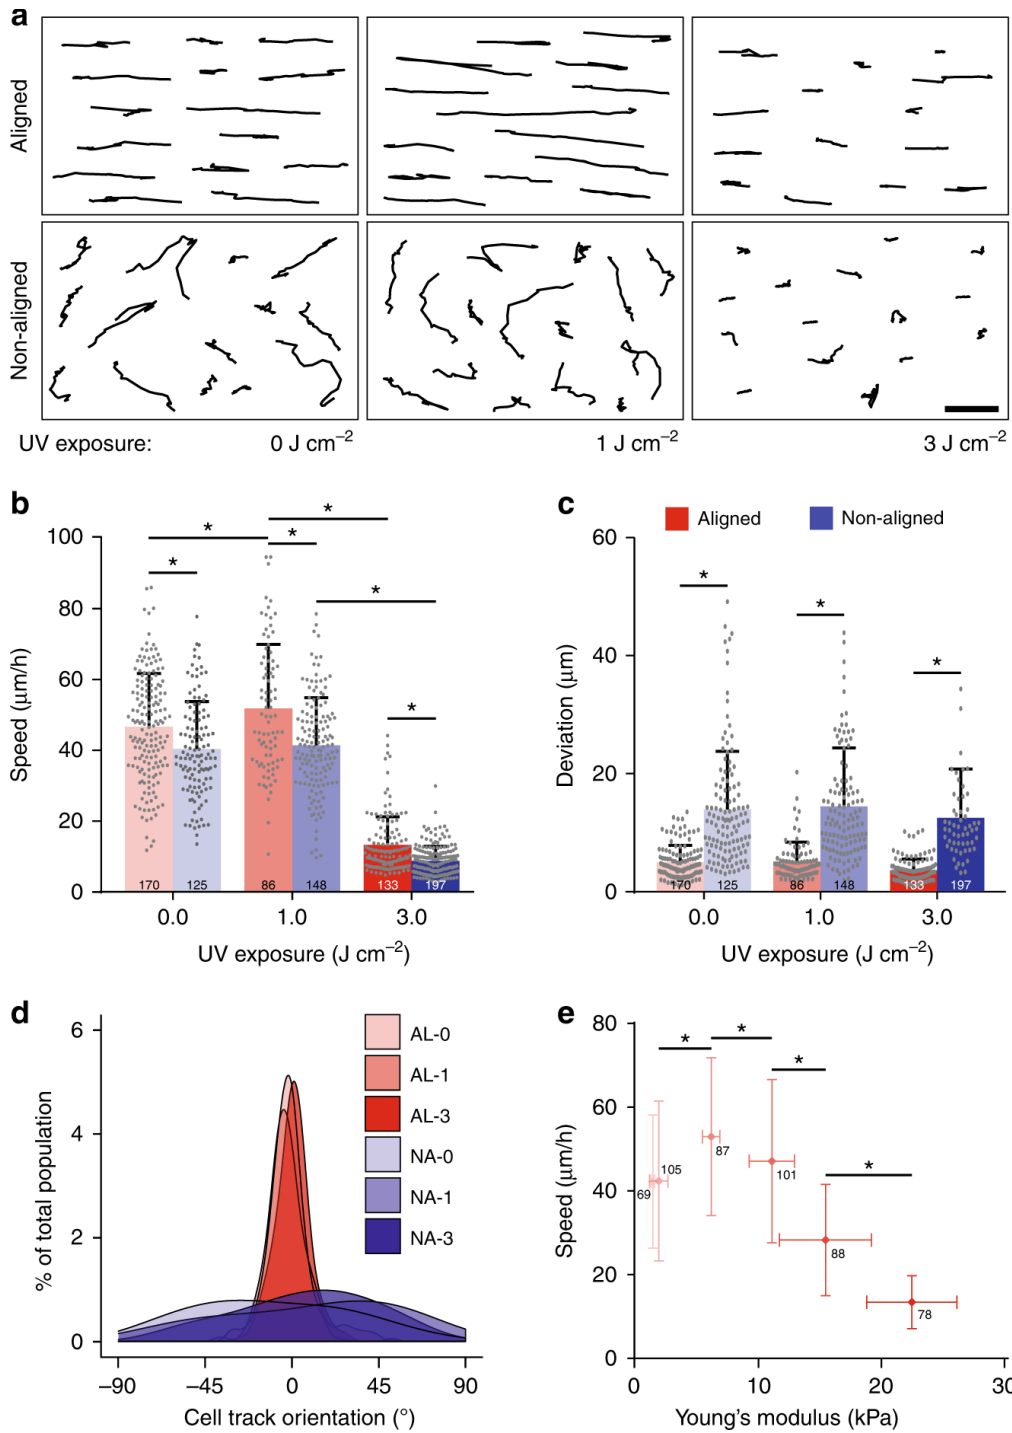 a
Aligned
Non-aligned
UV exposure: 0 J cm−2 1 J cm−2 3 J cm−2
b
Speed (μm/h)
100
80
60
40
20
0
* * * * * *
170 125 86 148 133 197
0.0 1.0 3.0
UV exposure (J cm−2)
c
Aligned Non-aligned
Deviation (μm)
60
40
20
0
* * *
170 125 86 148 133 197
0.0 1.0 3.0
UV exposure (J cm−2)
d
% of total population
6
4
2
0
AL-0
AL-1
AL-3
NA-0
NA-1
NA-3
−90 −45 0 45 90
Cell track orientation (°)
e
Speed (μm/h)
80
60
40
20
0
* * * *
69 105 87 101 88 78
0 10 20 30
Young's modulus (kPa)